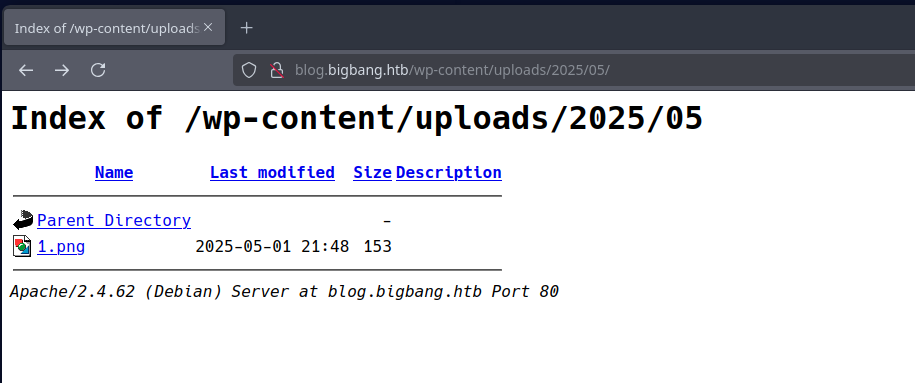 Index of /wp-content/uploads
blog.bigbang.htb/wp-content/uploads/2025/05/
Index of /wp-content/uploads/2025/05
Name Last modified Size Description
Parent Directory -
1.png 2025-05-01 21:48 153
Apache/2.4.62 (Debian) Server at blog.bigbang.htb Port 80